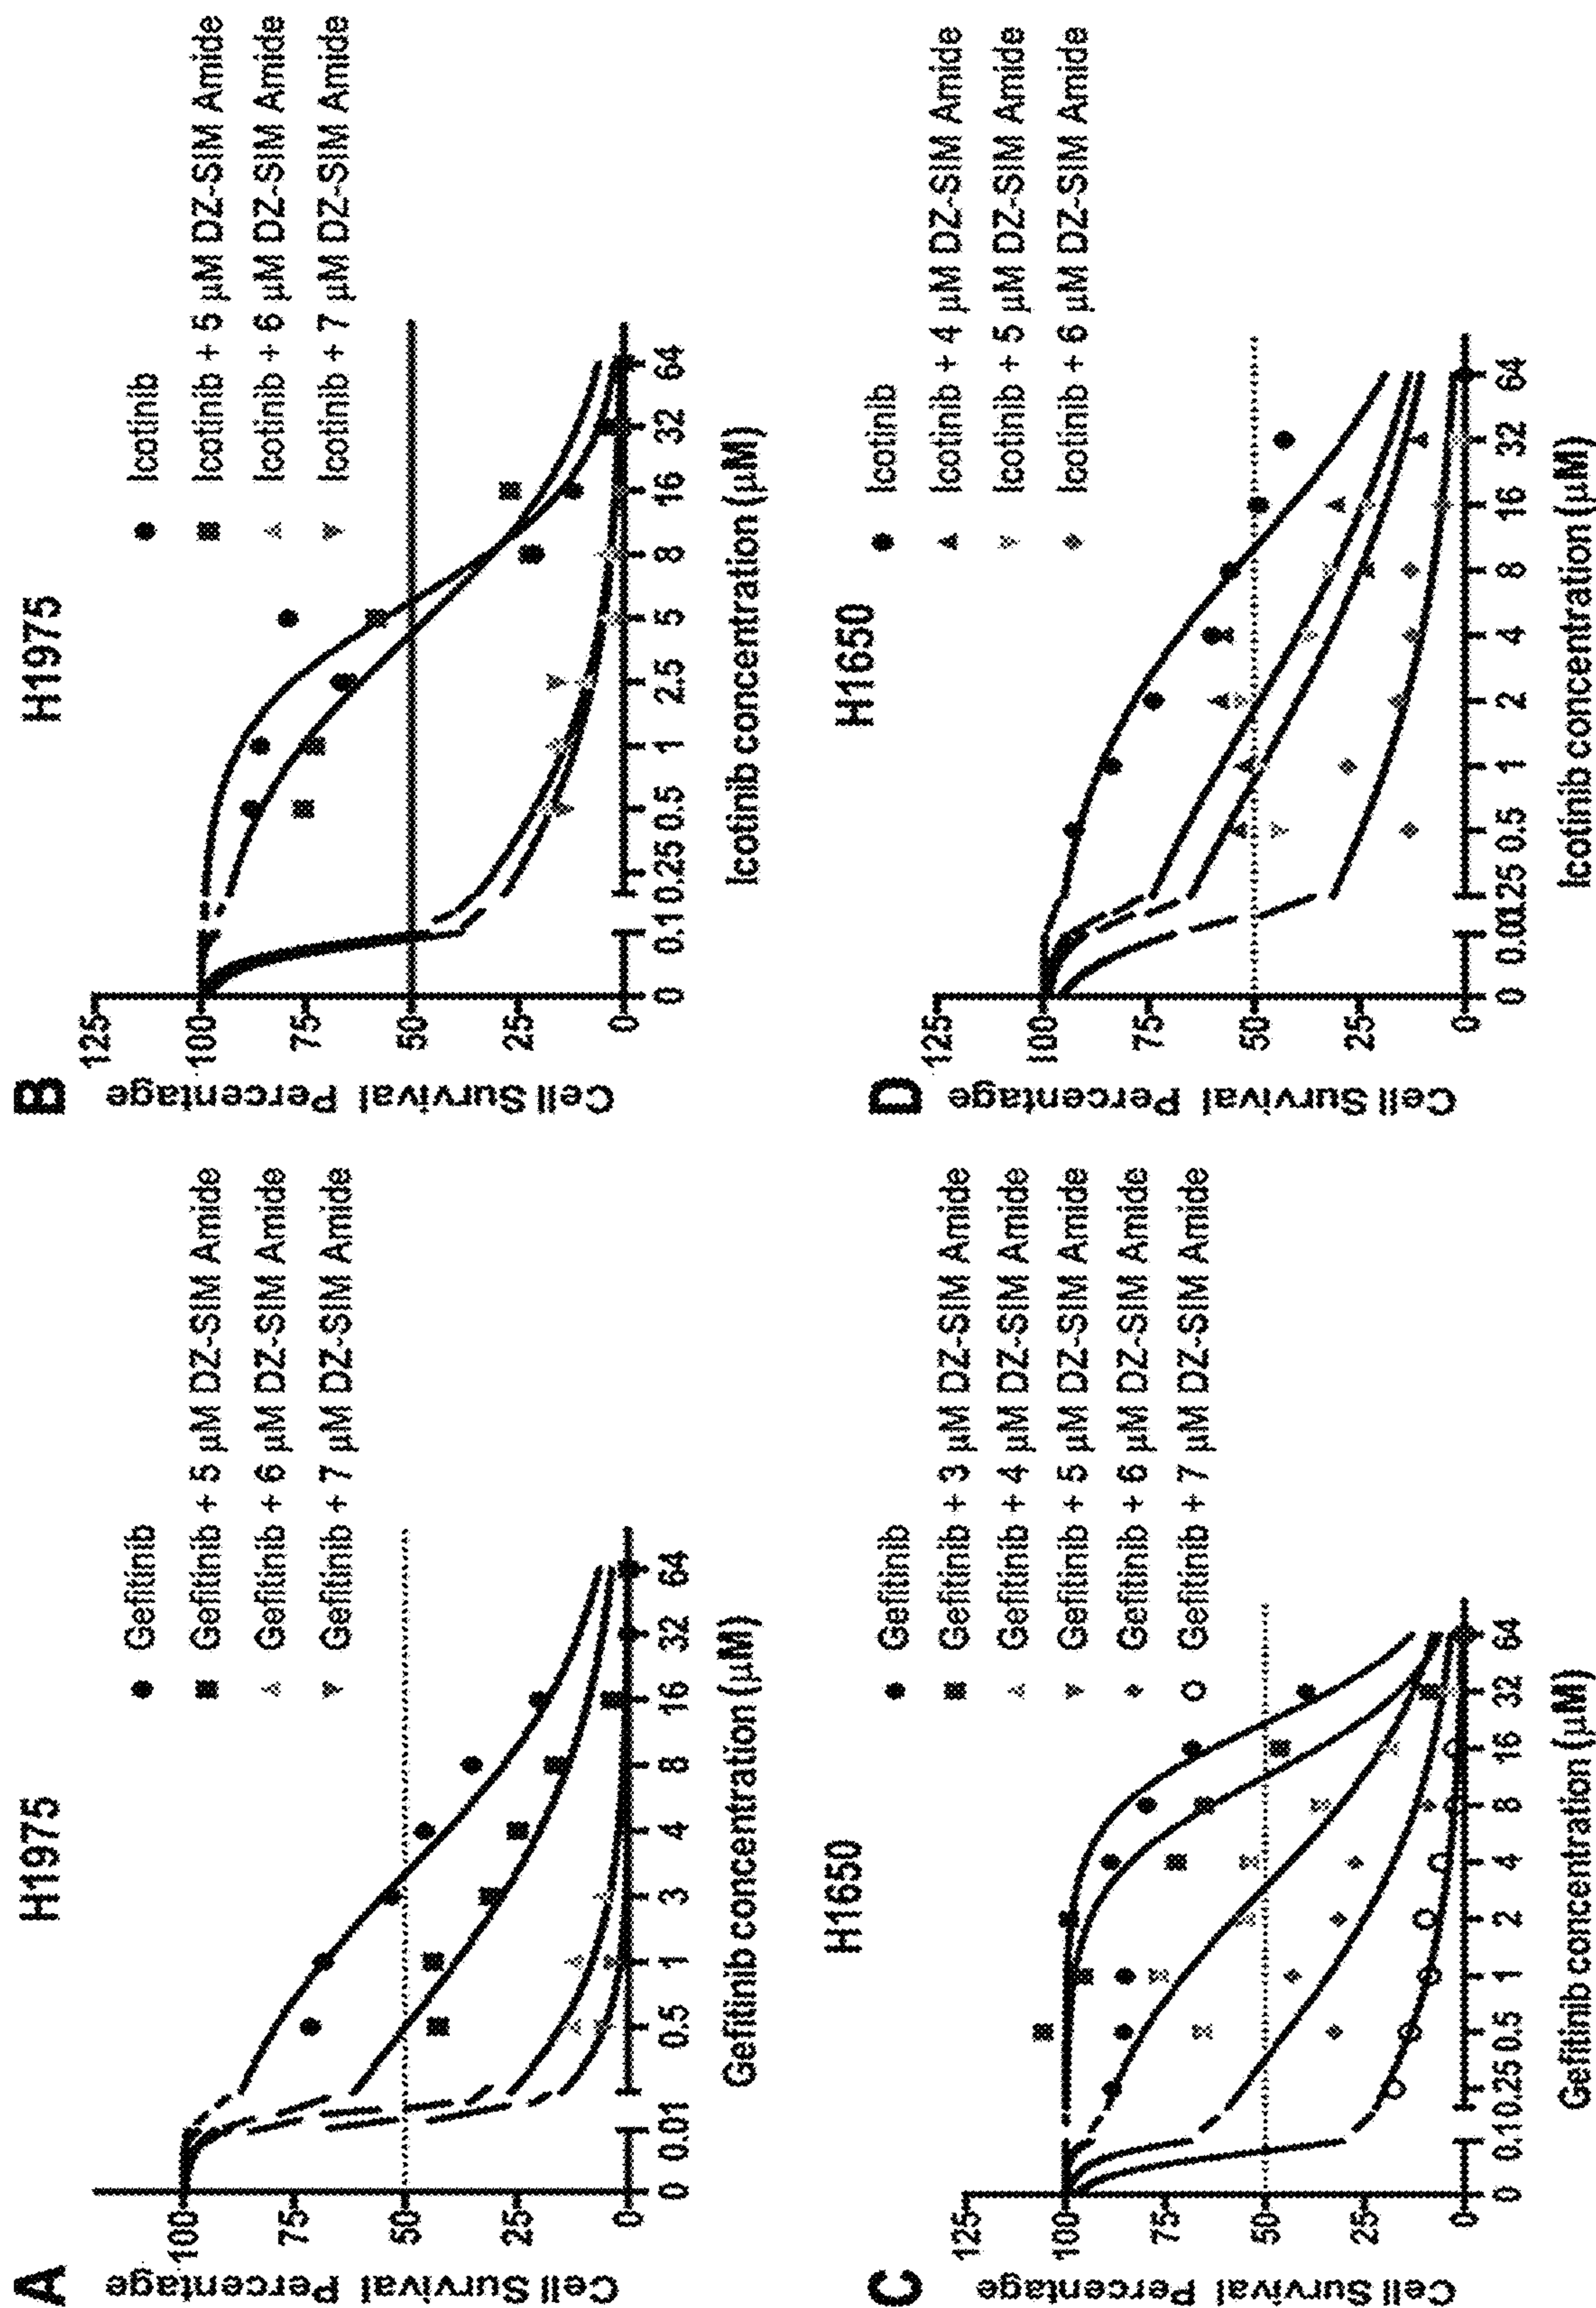 A
H1975
Cell Survival Percentage
100
75
50
25
0
0 0.01 0.5 1 3 4 8 16 32 64
Gefitinib concentration (µM)
Gefitinib
Gefitinib + 5 µM DZ-SIM Amide
Gefitinib + 6 µM DZ-SIM Amide
Gefitinib + 7 µM DZ-SIM Amide
B
H1975
Cell Survival Percentage
125
100
75
50
25
0
0 0.1 0.25 0.5 1 2.5 5 8 16 32 64
Icotinib concentration (µM)
Icotinib
Icotinib + 5 µM DZ-SIM Amide
Icotinib + 6 µM DZ-SIM Amide
Icotinib + 7 µM DZ-SIM Amide
C
H1650
Cell Survival Percentage
125
100
75
50
25
0
0 0.1 0.25 0.5 1 2 4 8 16 32 64
Gefitinib concentration (µM)
Gefitinib
Gefitinib + 3 µM DZ-SIM Amide
Gefitinib + 4 µM DZ-SIM Amide
Gefitinib + 5 µM DZ-SIM Amide
Gefitinib + 6 µM DZ-SIM Amide
Gefitinib + 7 µM DZ-SIM Amide
D
H1650
Cell Survival Percentage
125
100
75
50
25
0
0 0.5 1 2 4 8 16 32 64
Icotinib concentration (µM)
Icotinib
Icotinib + 4 µM DZ-SIM Amide
Icotinib + 5 µM DZ-SIM Amide
Icotinib + 6 µM DZ-SIM Amide